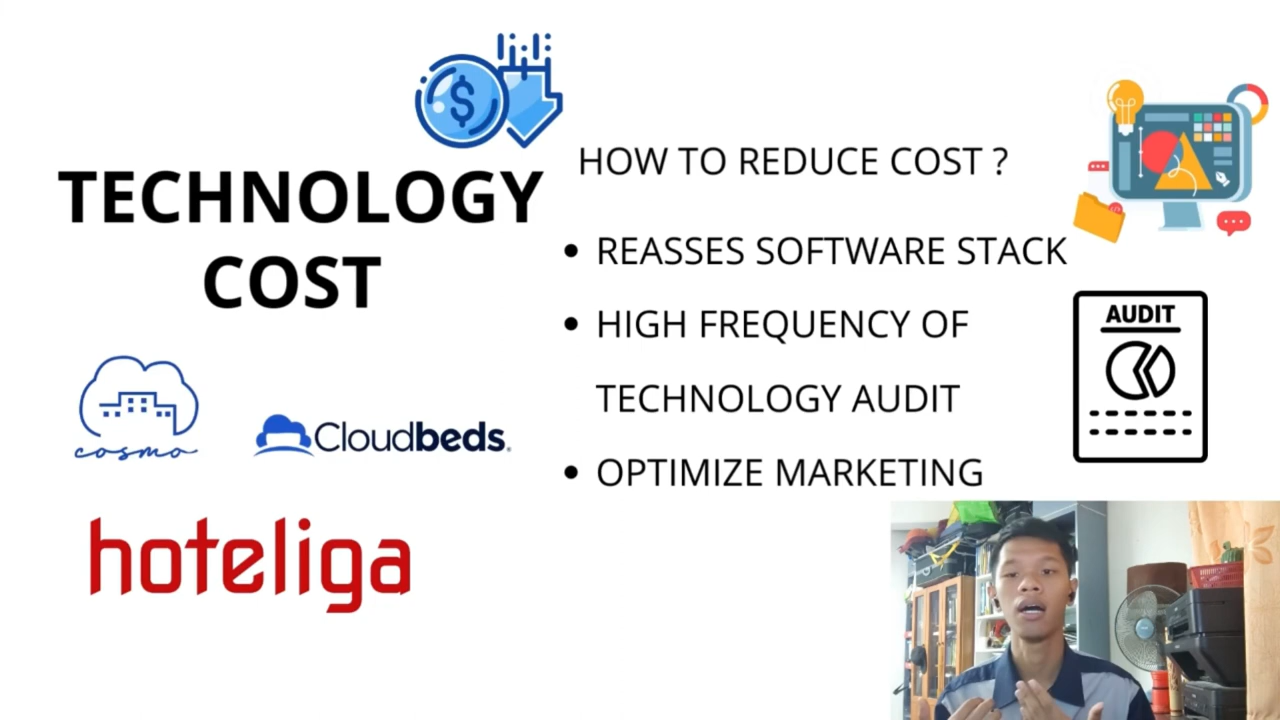 TECHNOLOGY
COST
cosmo
Cloudbeds.
hoteliga
HOW TO REDUCE COST ?
• REASSES SOFTWARE STACK
• HIGH FREQUENCY OF
TECHNOLOGY AUDIT
• OPTIMIZE MARKETING
AUDIT